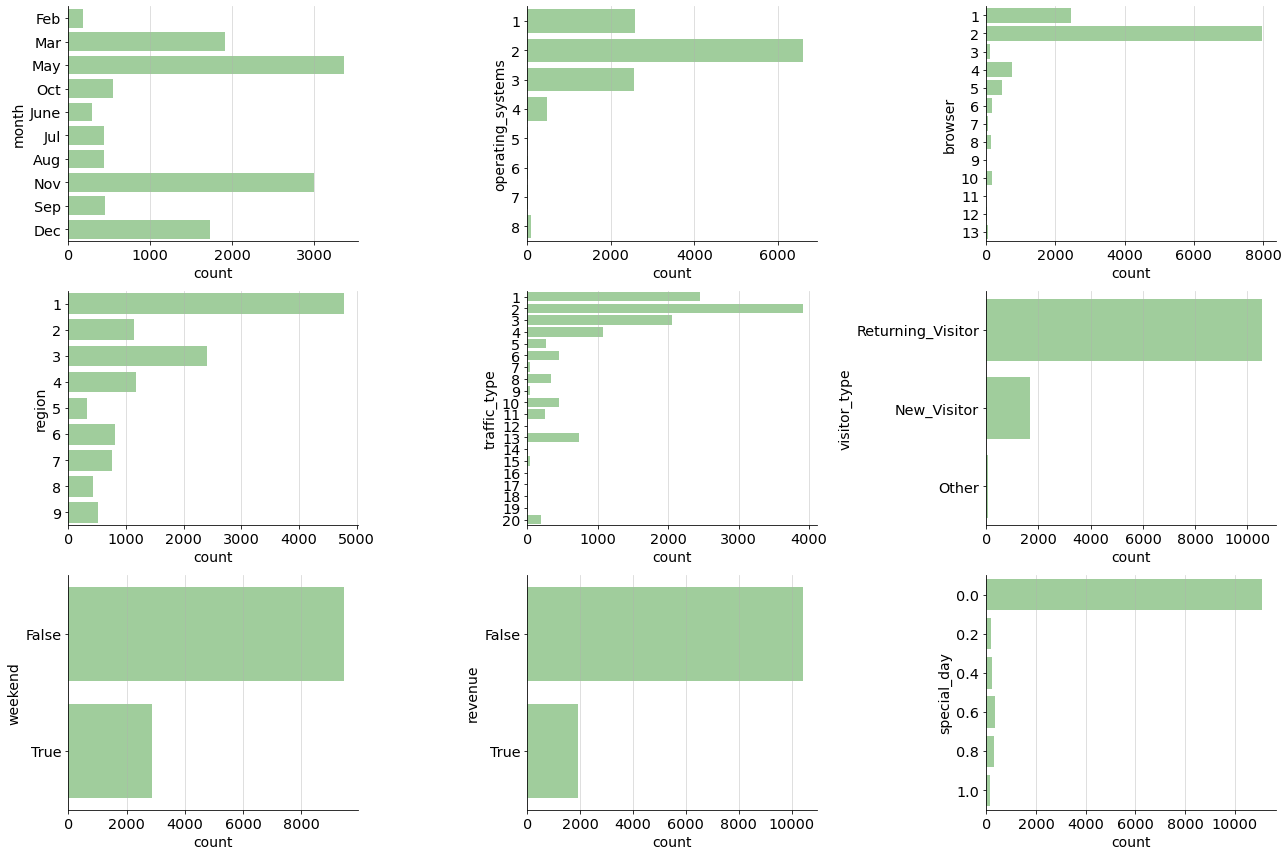 month
Feb
Mar
May
Oct
June
Jul
Aug
Nov
Sep
Dec
0 1000 2000 3000
count
operating_systems
1
2
3
4
5
6
7
8
0 2000 4000 6000
count
browser
1
2
3
4
5
6
7
8
9
10
11
12
13
0 2000 4000 6000 8000
count
region
1
2
3
4
5
6
7
8
9
0 1000 2000 3000 4000 5000
count
traffic_type
1
2
3
4
5
6
7
8
9
10
11
12
13
14
15
16
17
18
19
20
0 1000 2000 3000 4000
count
visitor_type
Returning_Visitor
New_Visitor
Other
0 2000 4000 6000 8000 10000
count
weekend
False
True
0 2000 4000 6000 8000
count
revenue
False
True
0 2000 4000 6000 8000 10000
count
special_day
0.0
0.2
0.4
0.6
0.8
1.0
0 2000 4000 6000 8000 10000
count